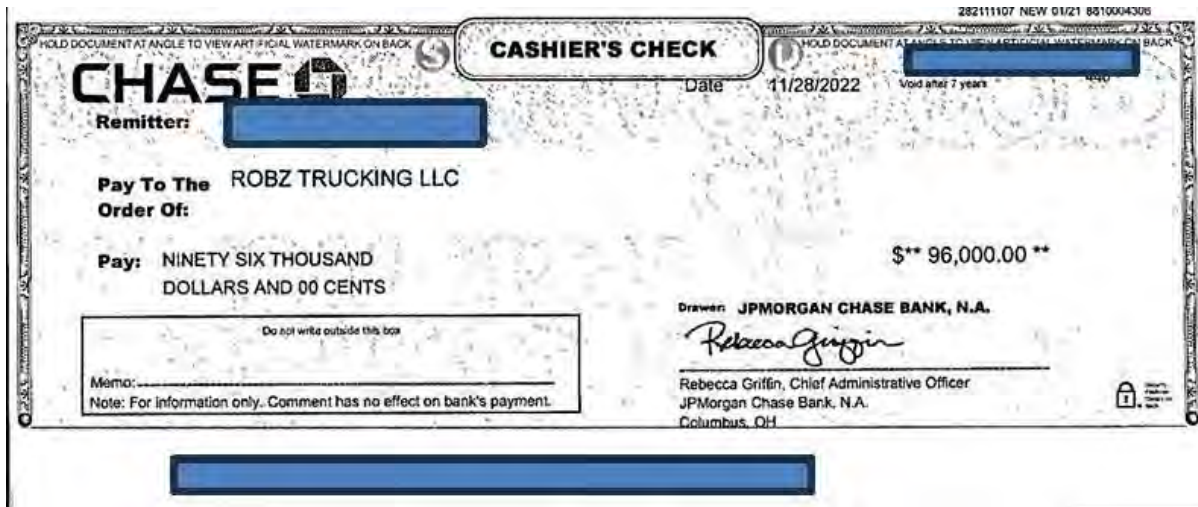 282111107 NEW 01/21 8810004306
HOLD DOCUMENT AT ANGLE TO VIEW ARTIFICIAL WATERMARK ON BACK
CASHIER'S CHECK
HOLD DOCUMENT AT ANGLE TO VIEW ARTIFICIAL WATERMARK ON BACK
CHASE
Date 11/28/2022
Void after 7 years
Remitter:
Pay To The ROBZ TRUCKING LLC
Order Of:
Pay: NINETY SIX THOUSAND
DOLLARS AND 00 CENTS
$** 96,000.00 **
Drawer: JPMORGAN CHASE BANK, N.A.
Do not write outside this box
Rebecca Griffin
Memo:
Note: For information only. Comment has no effect on bank's payment.
Rebecca Griffin, Chief Administrative Officer
JPMorgan Chase Bank, N.A.
Columbus, OH